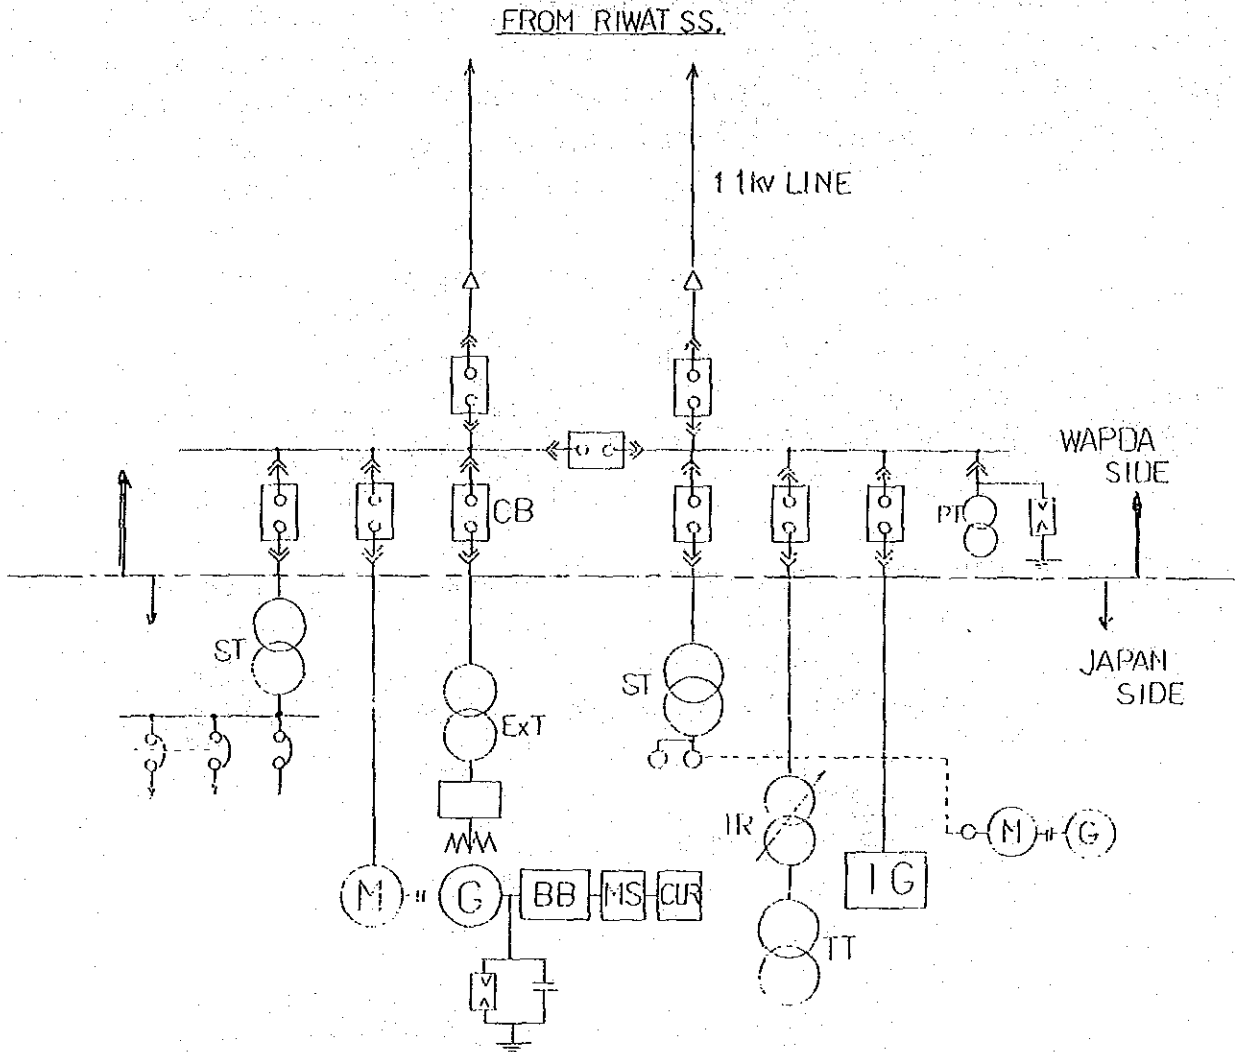 FROM RIWAT SS.
11kv LINE
WAPDA
SIDE
CB
PT
ST
ST
JAPAN
SIDE
ExT
IR
M
G
M
G
BB
MS
CUR
IG
TT